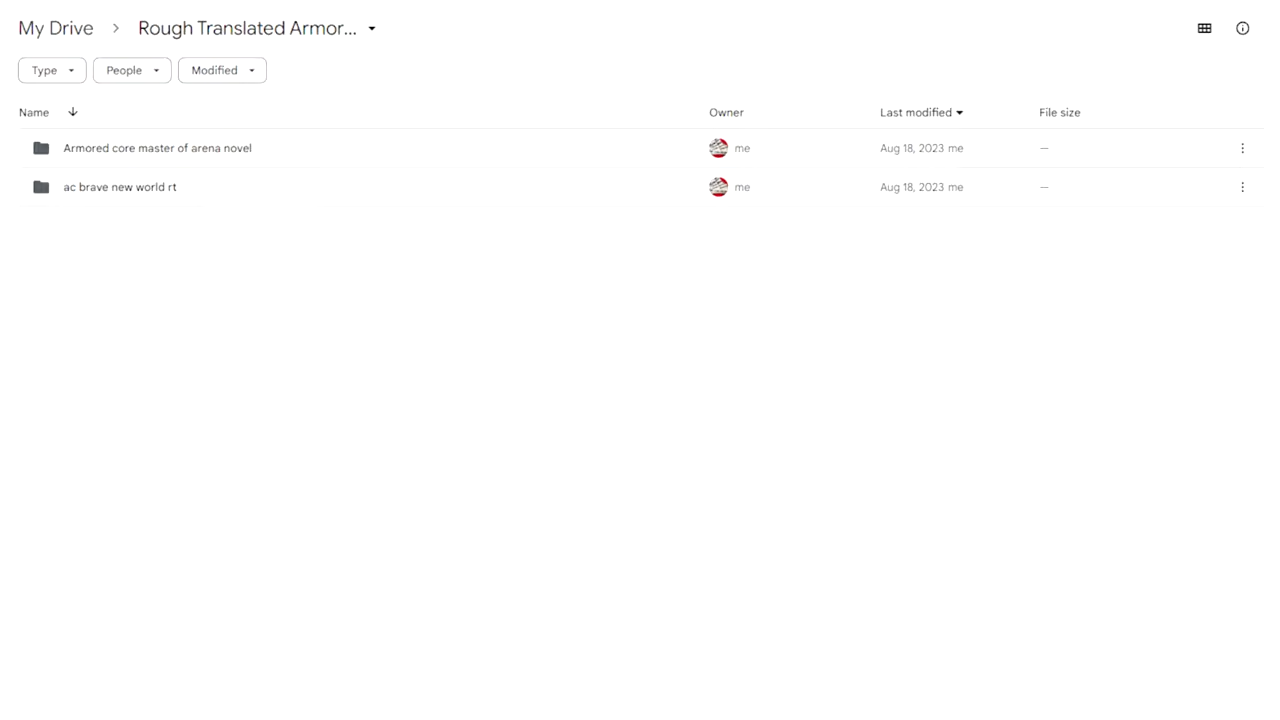 My Drive > Rough Translated Armor...
Type People Modified
Name Owner Last modified File size
Armored core master of arena novel me Aug 18, 2023 me —
ac brave new world rt me Aug 18, 2023 me —